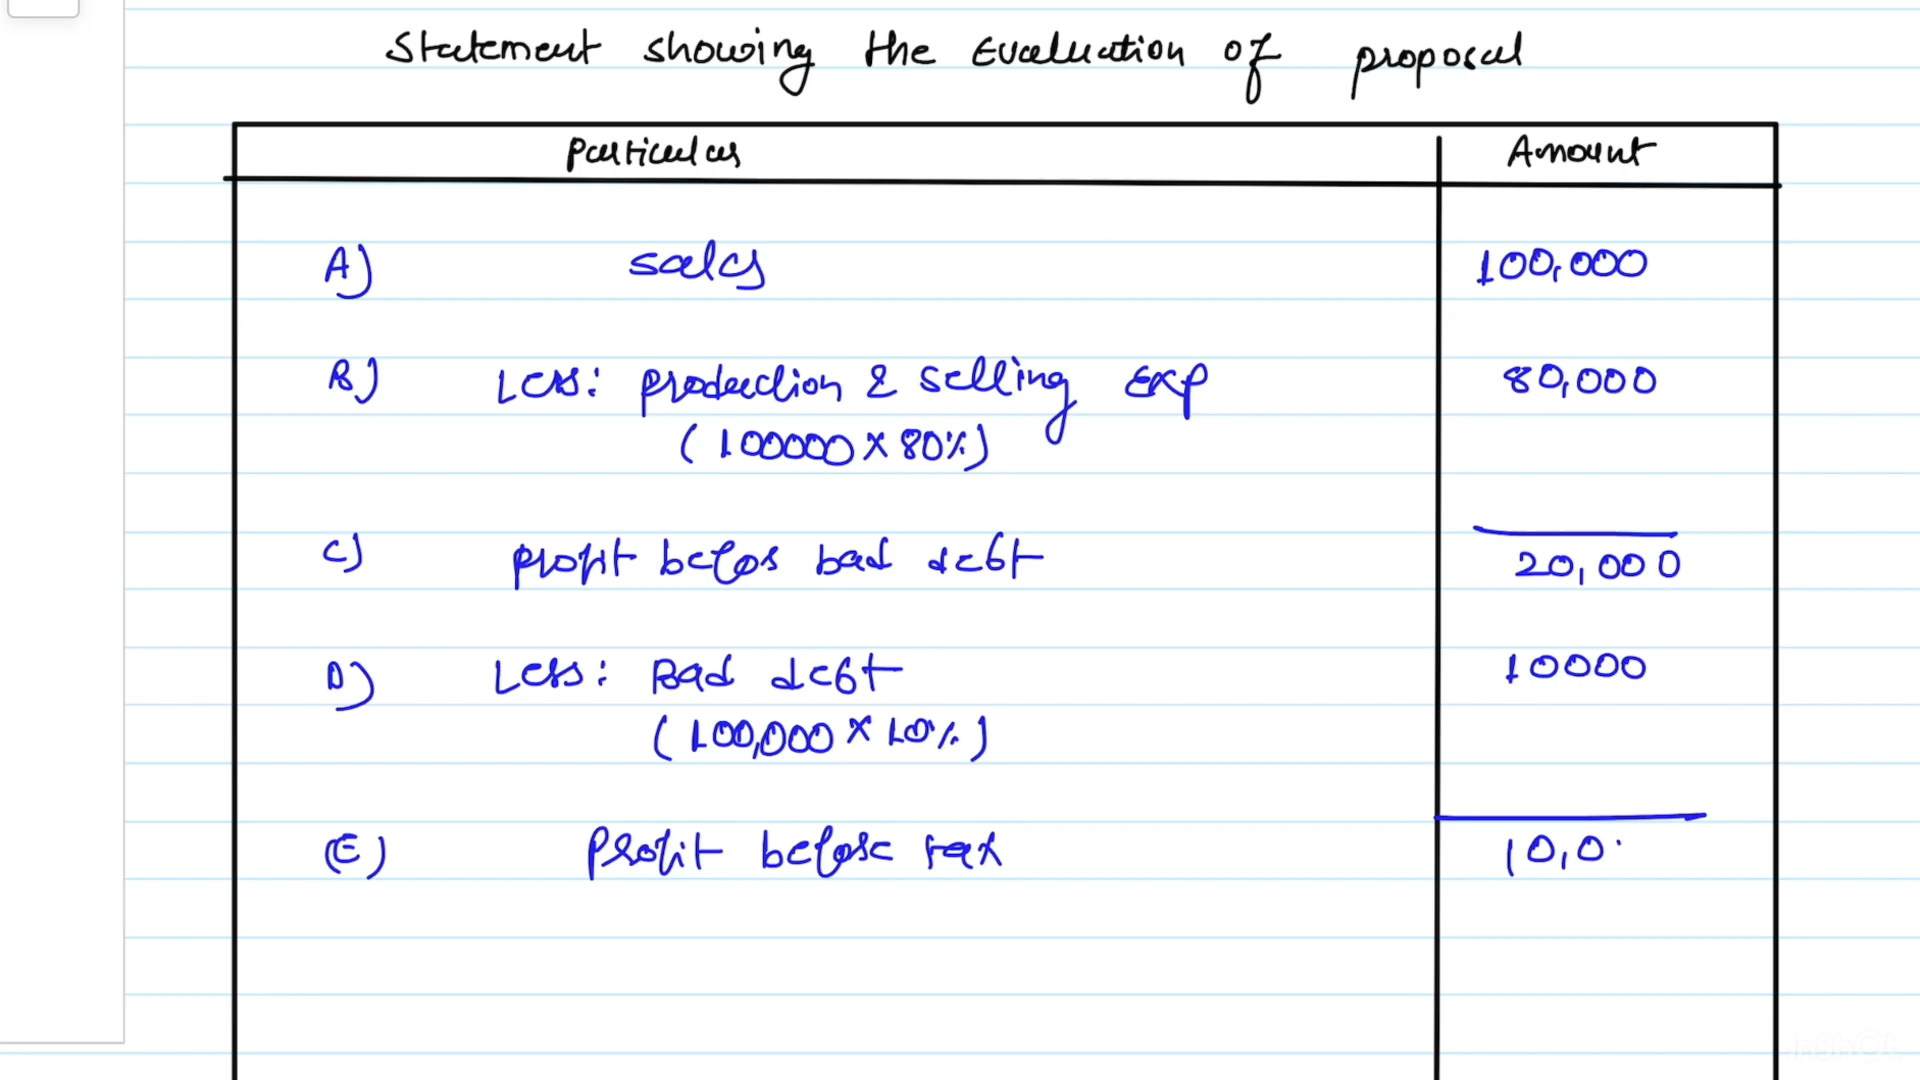 Statement showing the Evaluation of proposal
Particulars Amount
A) sales 100,000
B) Less: production & selling Exp 80,000
(100000 × 80%)
C) profit before bad debt 20,000
D) Less: Bad debt 10000
(100,000 × 10%)
(E) Profit before tax 10,0
InShOt